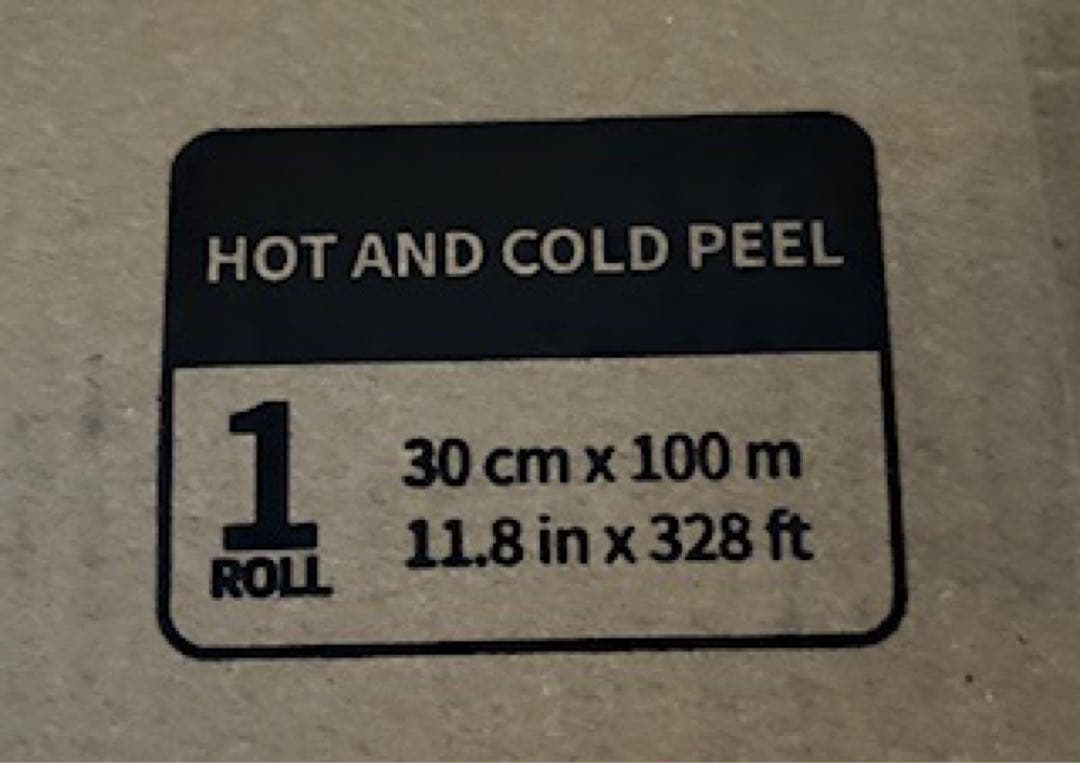 HOT AND COLD PEEL
1
ROLL
30 cm x 100 m
11.8 in x 328 ft